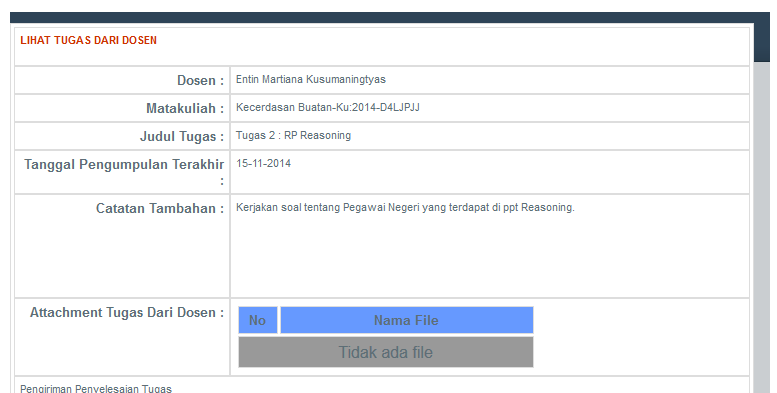 LIHAT TUGAS DARI DOSEN
Dosen : Entin Martiana Kusumaningtyas
Matakuliah : Kecerdasan Buatan-Ku:2014-D4LJPJJ
Judul Tugas : Tugas 2 : RP Reasoning
Tanggal Pengumpulan Terakhir : 15-11-2014
Catatan Tambahan : Kerjakan soal tentang Pegawai Negeri yang terdapat di ppt Reasoning.
Attachment Tugas Dari Dosen :
No Nama File
Tidak ada file
Pengiriman Penyelesaian Tugas